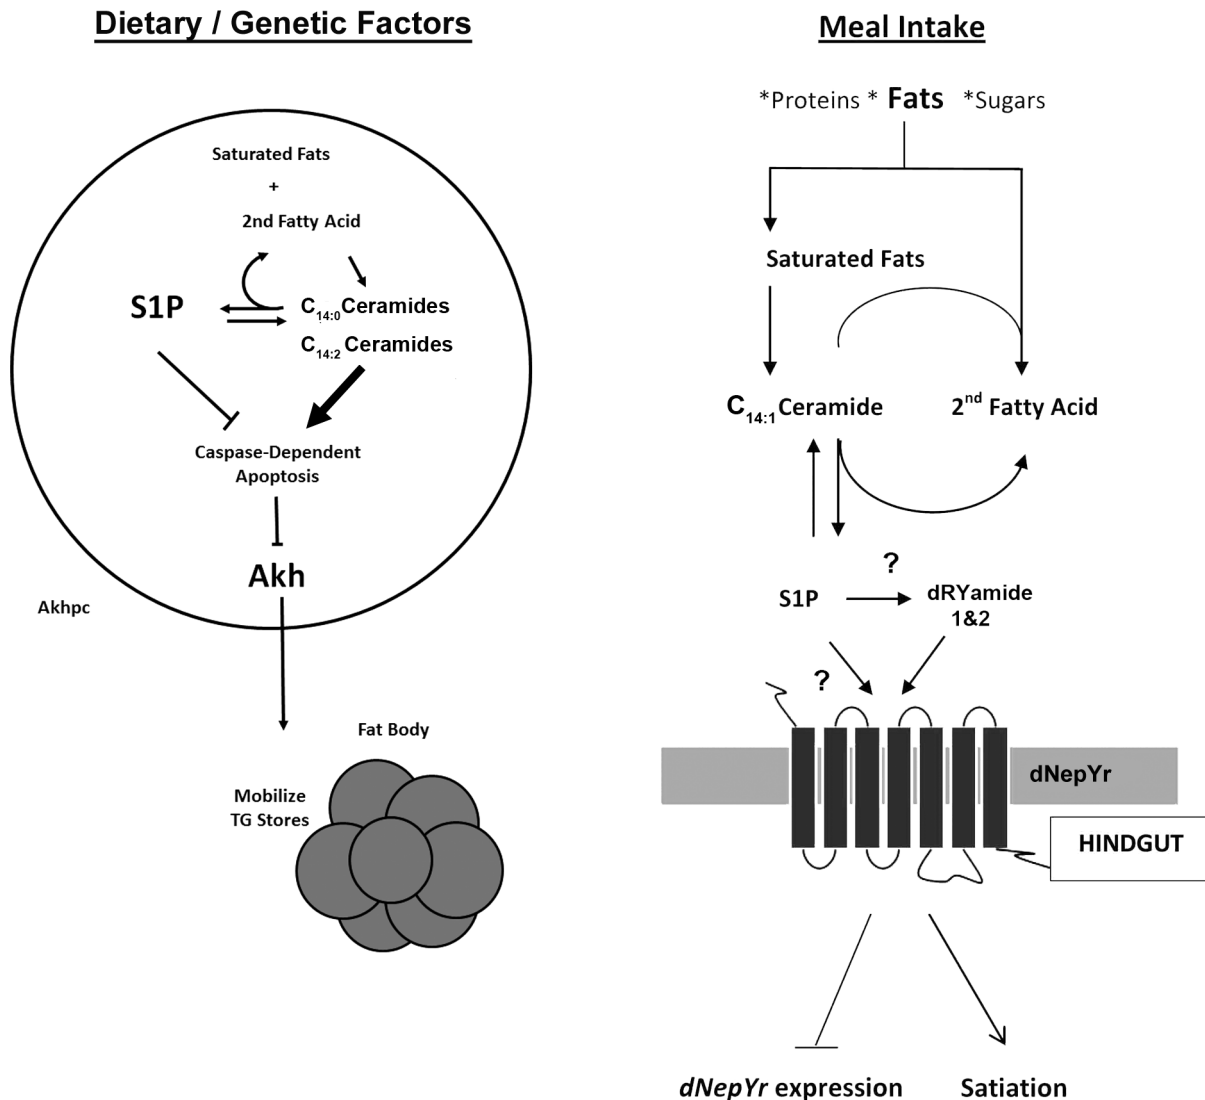 Dietary / Genetic Factors
Saturated Fats
+
2nd Fatty Acid
S1P
C14:0 Ceramides
C14:2 Ceramides
Caspase-Dependent
Apoptosis
Akh
Akhpc
Fat Body
Mobilize
TG Stores
Meal Intake
*Proteins * Fats *Sugars
Saturated Fats
C14:1 Ceramide
2nd Fatty Acid
?
S1P
dRYamide
1&2
?
dNepYr
HINDGUT
dNepYr expression
Satiation